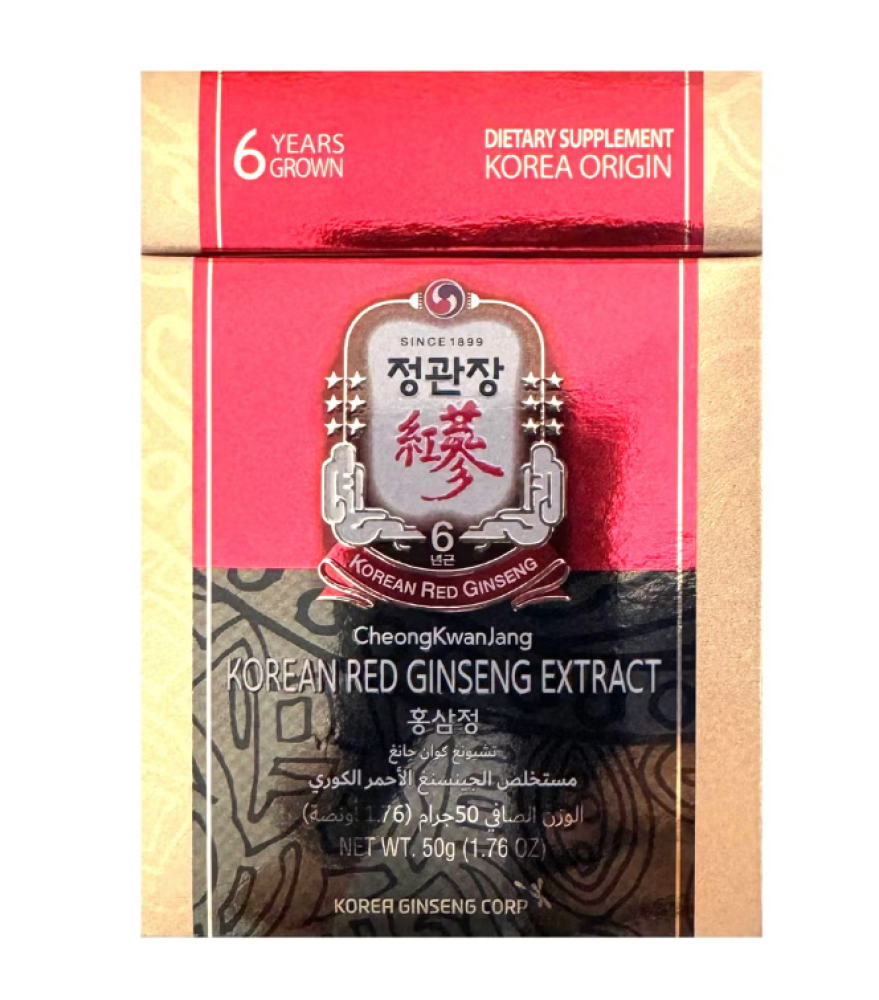 6 YEARS GROWN
DIETARY SUPPLEMENT
KOREA ORIGIN
SINCE 1899
정관장
紅蔘
6
년근
KOREAN RED GINSENG
CheongKwanJang
KOREAN RED GINSENG EXTRACT
홍삼정
تشيونغ كوان جانغ
مستخلص الجينسنغ الأحمر الكوري
الوزن الصافي 50جرام (1.76 أونصة)
NET WT. 50g (1.76 OZ)
KOREA GINSENG CORP